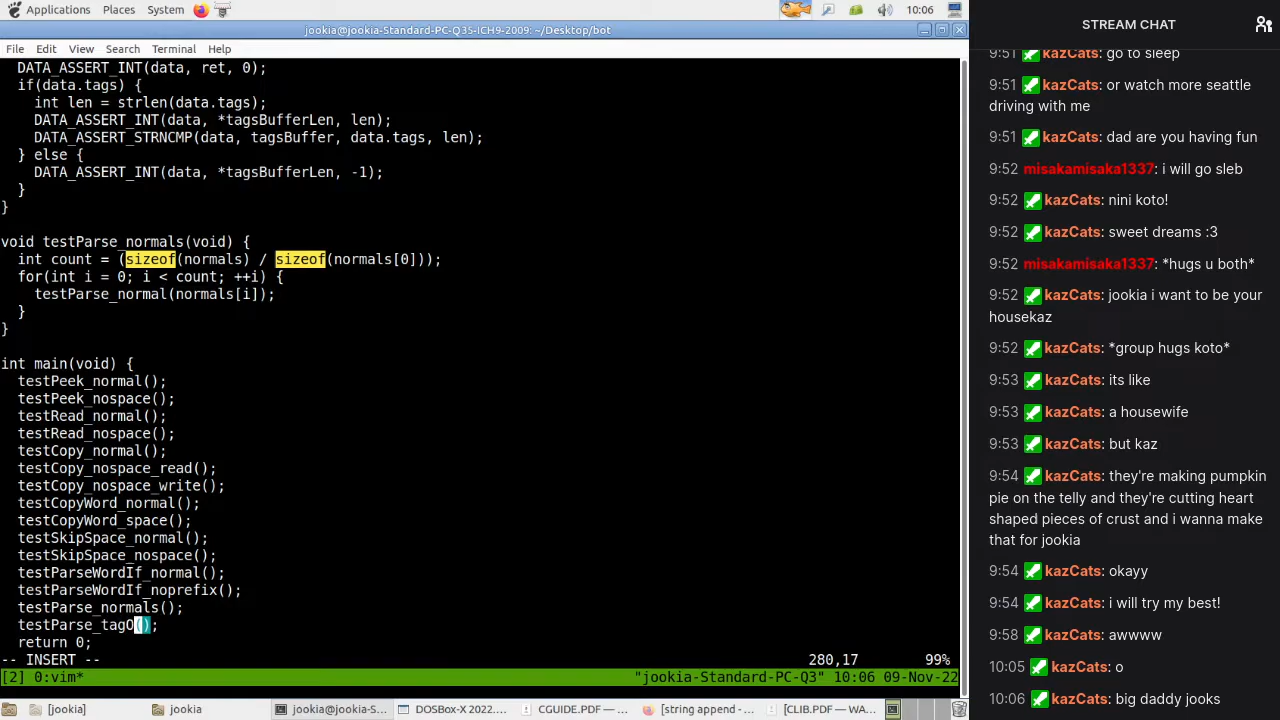 Applications Places System 10:06
jookia@jookia-Standard-PC-Q35-ICH9-2009: ~/Desktop/bot
File Edit View Search Terminal Help
DATA_ASSERT_INT(data, ret, 0);
if(data.tags) {
int len = strlen(data.tags);
DATA_ASSERT_INT(data, *tagsBufferLen, len);
DATA_ASSERT_STRNCMP(data, tagsBuffer, data.tags, len);
} else {
DATA_ASSERT_INT(data, *tagsBufferLen, -1);
}
}
void testParse_normals(void) {
int count = (sizeof(normals) / sizeof(normals[0]));
for(int i = 0; i < count; ++i) {
testParse_normal(normals[i]);
}
}
int main(void) {
testPeek_normal();
testPeek_nospace();
testRead_normal();
testRead_nospace();
testCopy_normal();
testCopy_nospace_read();
testCopy_nospace_write();
testCopyWord_normal();
testCopyWord_space();
testSkipSpace_normal();
testSkipSpace_nospace();
testParseWordIf_normal();
testParseWordIf_noprefix();
testParse_normals();
testParse_tagO();
return 0;
-- INSERT -- 280,17 99%
[2] 0:vim* "jookia-Standard-PC-Q3" 10:06 09-Nov-22
[jookia] jookia jookia@jookia-S... DOSBox-X 2022.... CGUIDE.PDF — ... [string append - ... [CLIB.PDF — WA...
STREAM CHAT
9:51 kazCats: go to sleep
9:51 kazCats: or watch more seattle
driving with me
9:51 kazCats: dad are you having fun
9:52 misakamisaka1337: i will go sleb
9:52 kazCats: nini koto!
9:52 kazCats: sweet dreams :3
9:52 misakamisaka1337: *hugs u both*
9:52 kazCats: jookia i want to be your
housekaz
9:52 kazCats: *group hugs koto*
9:53 kazCats: its like
9:53 kazCats: a housewife
9:53 kazCats: but kaz
9:54 kazCats: they're making pumpkin
pie on the telly and they're cutting heart
shaped pieces of crust and i wanna make
that for jookia
9:54 kazCats: okayy
9:54 kazCats: i will try my best!
9:58 kazCats: awwww
10:05 kazCats: o
10:06 kazCats: big daddy jooks